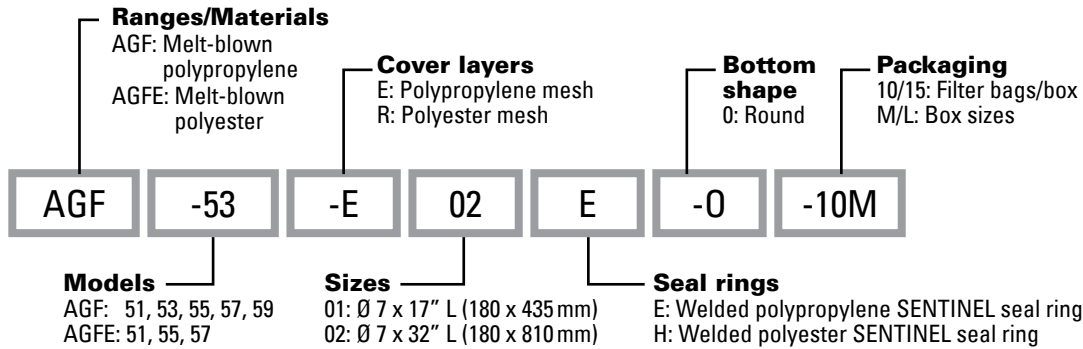 Ranges/Materials
AGF: Melt-blown
polypropylene
AGFE: Melt-blown
polyester
Cover layers
E: Polypropylene mesh
R: Polyester mesh
Bottom
shape
0: Round
Packaging
10/15: Filter bags/box
M/L: Box sizes
AGF -53 -E 02 E -O -10M
Models
AGF: 51, 53, 55, 57, 59
AGFE: 51, 55, 57
Sizes
01: Ø 7 x 17” L (180 x 435 mm)
02: Ø 7 x 32” L (180 x 810 mm)
Seal rings
E: Welded polypropylene SENTINEL seal ring
H: Welded polyester SENTINEL seal ring